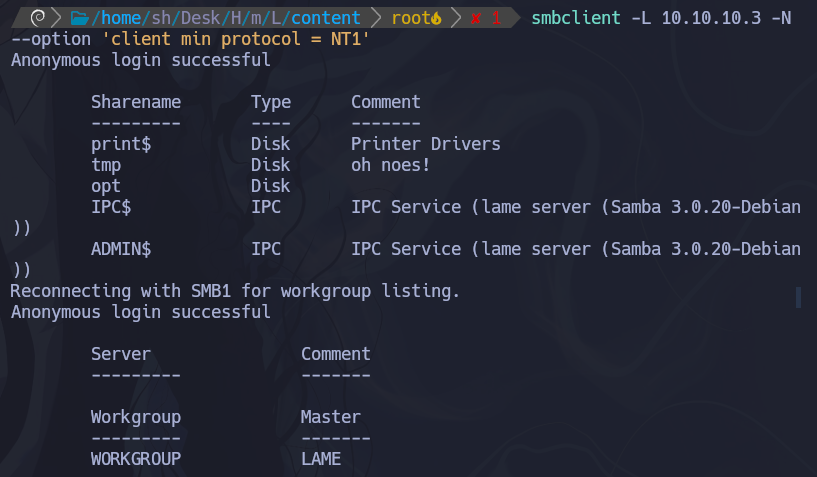 /home/sh/Desk/H/m/L/content root ✘ 1 smbclient -L 10.10.10.3 -N
--option 'client min protocol = NT1'
Anonymous login successful
Sharename Type Comment
--------- ---- -------
print$ Disk Printer Drivers
tmp Disk oh noes!
opt Disk
IPC$ IPC IPC Service (lame server (Samba 3.0.20-Debian
))
ADMIN$ IPC IPC Service (lame server (Samba 3.0.20-Debian
))
Reconnecting with SMB1 for workgroup listing.
Anonymous login successful
Server Comment
--------- -------
Workgroup Master
--------- -------
WORKGROUP LAME